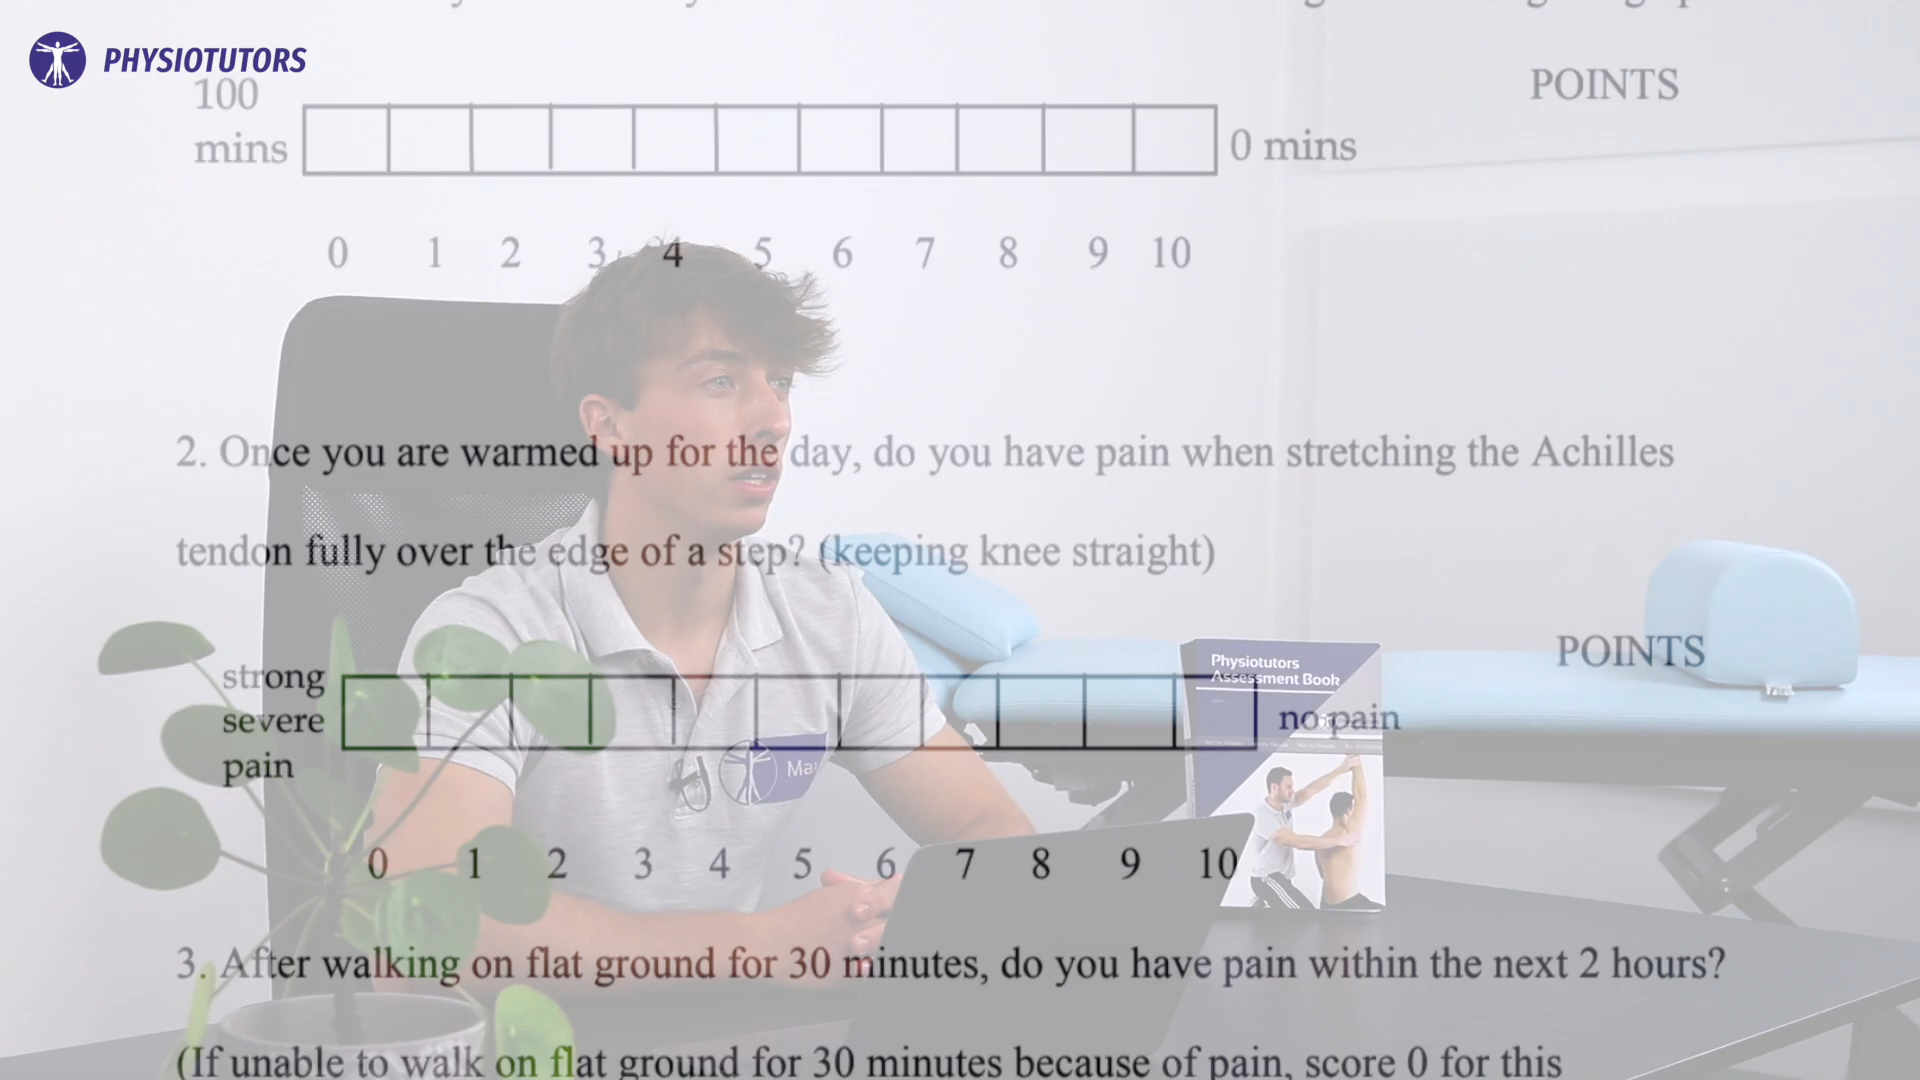 PHYSIOTUTORS
100
mins
0 mins
POINTS
0 1 2 3 4 5 6 7 8 9 10
2. Once you are warmed up for the day, do you have pain when stretching the Achilles
tendon fully over the edge of a step? (keeping knee straight)
POINTS
strong
severe
pain
no pain
Physiotutors
Assessment Book
0 1 2 3 4 5 6 7 8 9 10
3. After walking on flat ground for 30 minutes, do you have pain within the next 2 hours?
(If unable to walk on flat ground for 30 minutes because of pain, score 0 for this